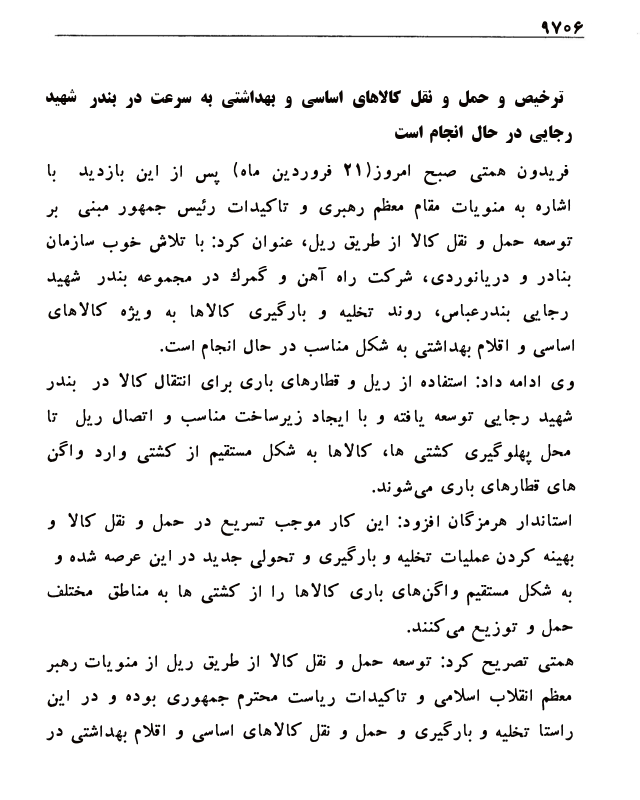 ۹۷۰۶
ترخیص و حمل و نقل کالاهای اساسی و بهداشتی به سرعت در بندر شهید
رجایی در حال انجام است
فریدون همتی صبح امروز(۲۱ فروردین ماه) پس از این بازدید با
اشاره به منویات مقام معظم رهبری و تاکیدات رئیس جمهور مبنی بر
توسعه حمل و نقل کالا از طریق ریل، عنوان کرد: با تلاش خوب سازمان
بنادر و دریانوردی، شرکت راه آهن و گمرك در مجموعه بندر شهید
رجایی بندرعباس، روند تخلیه و بارگیری کالاها به ویژه کالاهای
اساسی و اقلام بهداشتی به شکل مناسب در حال انجام است.
وی ادامه داد: استفاده از ریل و قطارهای باری برای انتقال کالا در بندر
شهید رجایی توسعه یافته و با ایجاد زیرساخت مناسب و اتصال ریل تا
محل پهلوگیری کشتی ها، کالاها به شکل مستقیم از کشتی وارد واگن
های قطارهای باری می‌شوند.
استاندار هرمزگان افزود: این کار موجب تسریع در حمل و نقل کالا و
بهینه کردن عملیات تخلیه و بارگیری و تحولی جدید در این عرصه شده و
به شکل مستقیم واگن‌های باری کالاها را از کشتی ها به مناطق مختلف
حمل و توزیع می‌کنند.
همتی تصریح کرد: توسعه حمل و نقل کالا از طریق ریل از منویات رهبر
معظم انقلاب اسلامی و تاکیدات ریاست محترم جمهوری بوده و در این
راستا تخلیه و بارگیری و حمل و نقل کالاهای اساسی و اقلام بهداشتی در